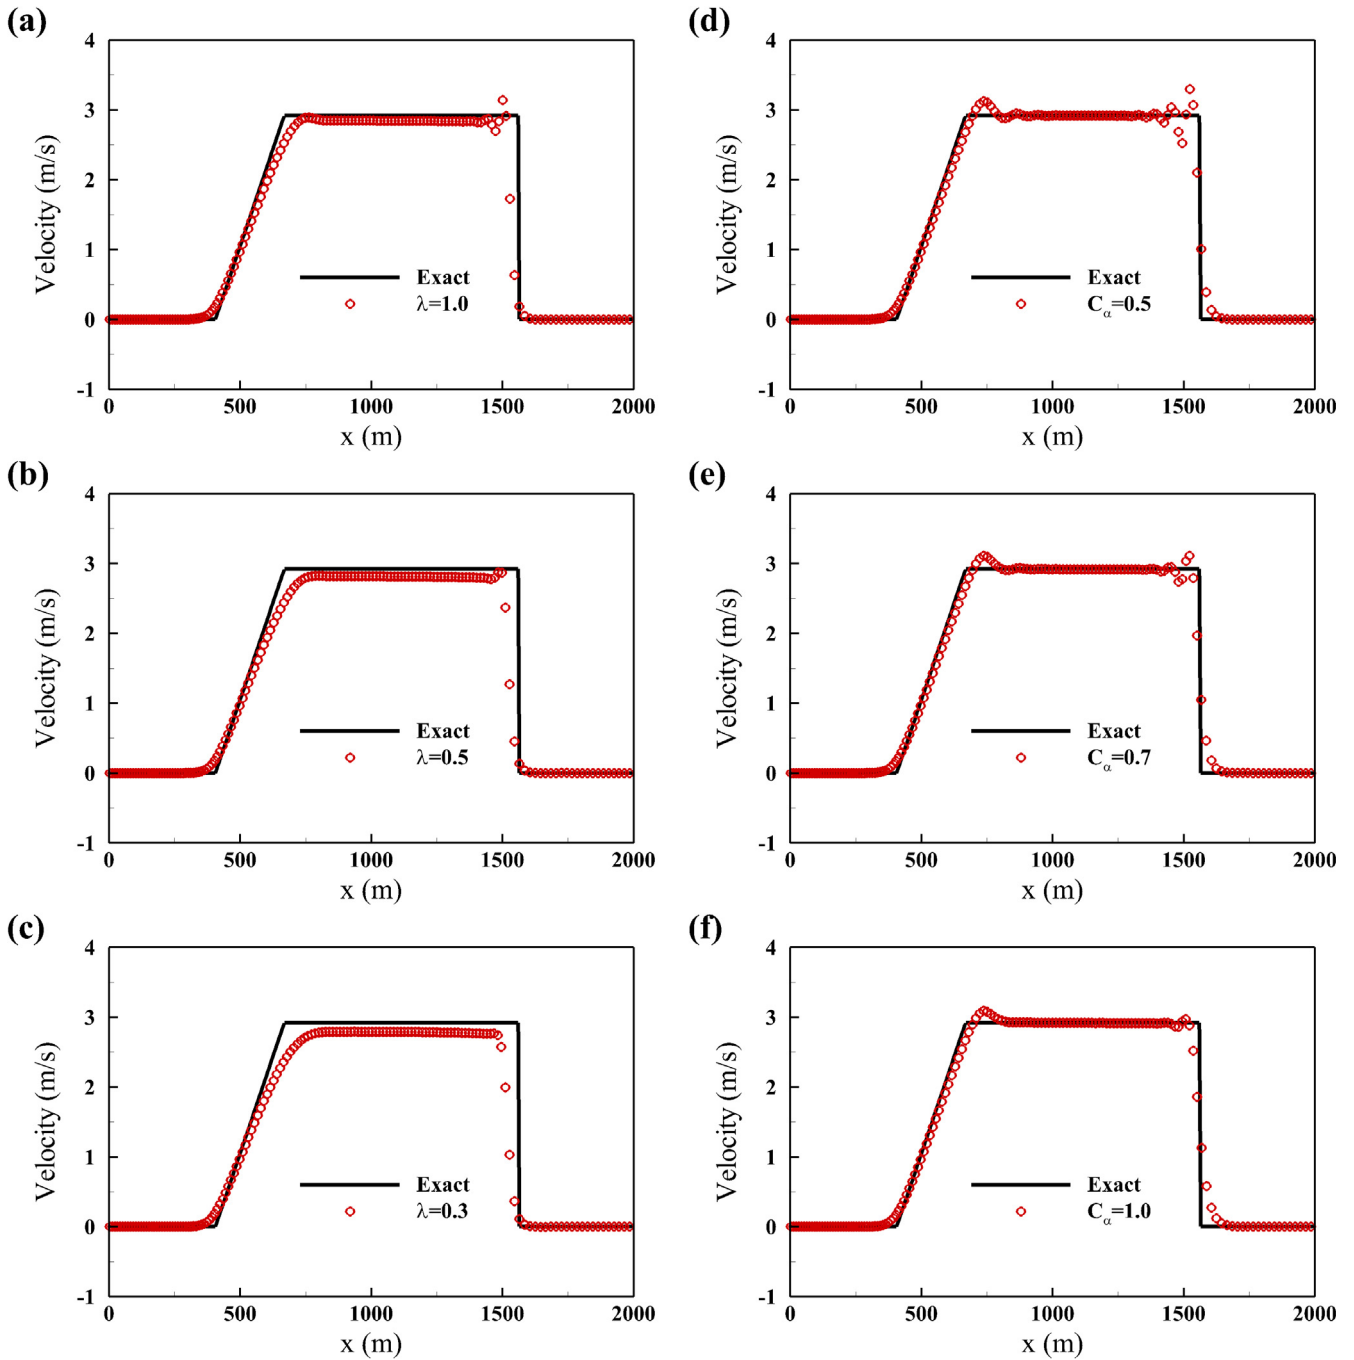 (a)
4
3
2
1
0
-1
Velocity (m/s)
Exact
λ=1.0
0 500 1000 1500 2000
x (m)
(d)
4
3
2
1
0
-1
Velocity (m/s)
Exact
Cα=0.5
0 500 1000 1500 2000
x (m)
(b)
4
3
2
1
0
-1
Velocity (m/s)
Exact
λ=0.5
0 500 1000 1500 2000
x (m)
(e)
4
3
2
1
0
-1
Velocity (m/s)
Exact
Cα=0.7
0 500 1000 1500 2000
x (m)
(c)
4
3
2
1
0
-1
Velocity (m/s)
Exact
λ=0.3
0 500 1000 1500 2000
x (m)
(f)
4
3
2
1
0
-1
Velocity (m/s)
Exact
Cα=1.0
0 500 1000 1500 2000
x (m)